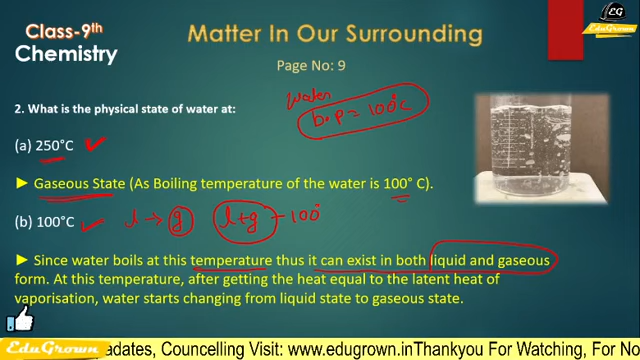 Class-9th
Chemistry
Matter In Our Surrounding
EG
EduGrown
Page No: 9
2. What is the physical state of water at:
water
b.p = 100°C
(a) 250°C
► Gaseous State (As Boiling temperature of the water is 100° C).
(b) 100°C
l → g l+g - 100°
► Since water boils at this temperature thus it can exist in both liquid and gaseous
form. At this temperature, after getting the heat equal to the latent heat of
vaporisation, water starts changing from liquid state to gaseous state.
EduGrown
adates, Councelling Visit: www.edugrown.inThankyou For Watching, For No